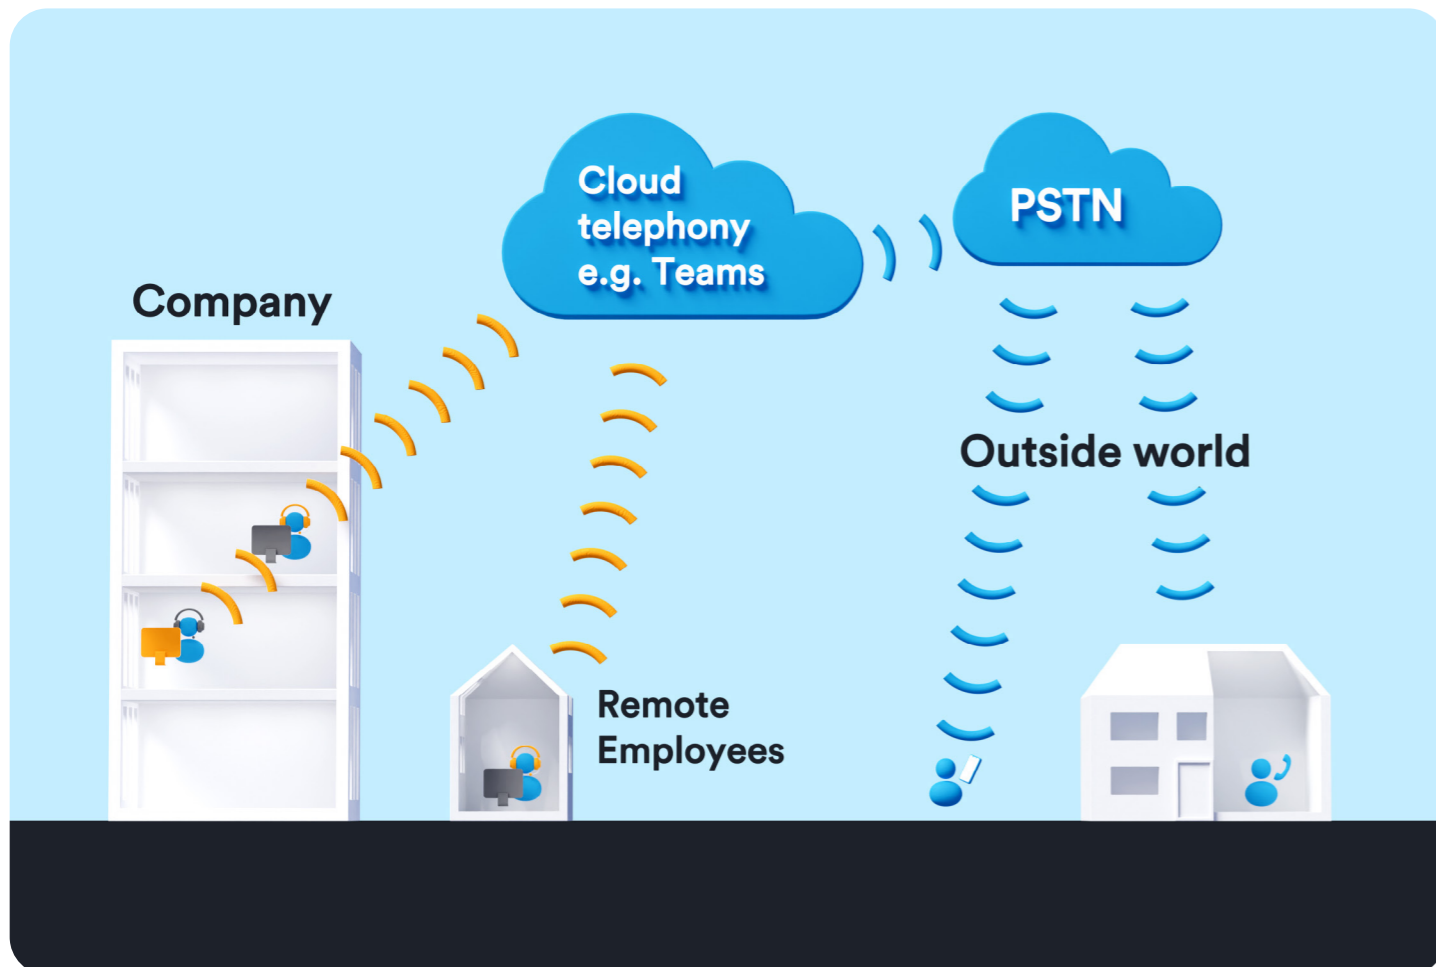 Cloud
telephony
e.g. Teams
PSTN
Company
Outside world
Remote
Employees